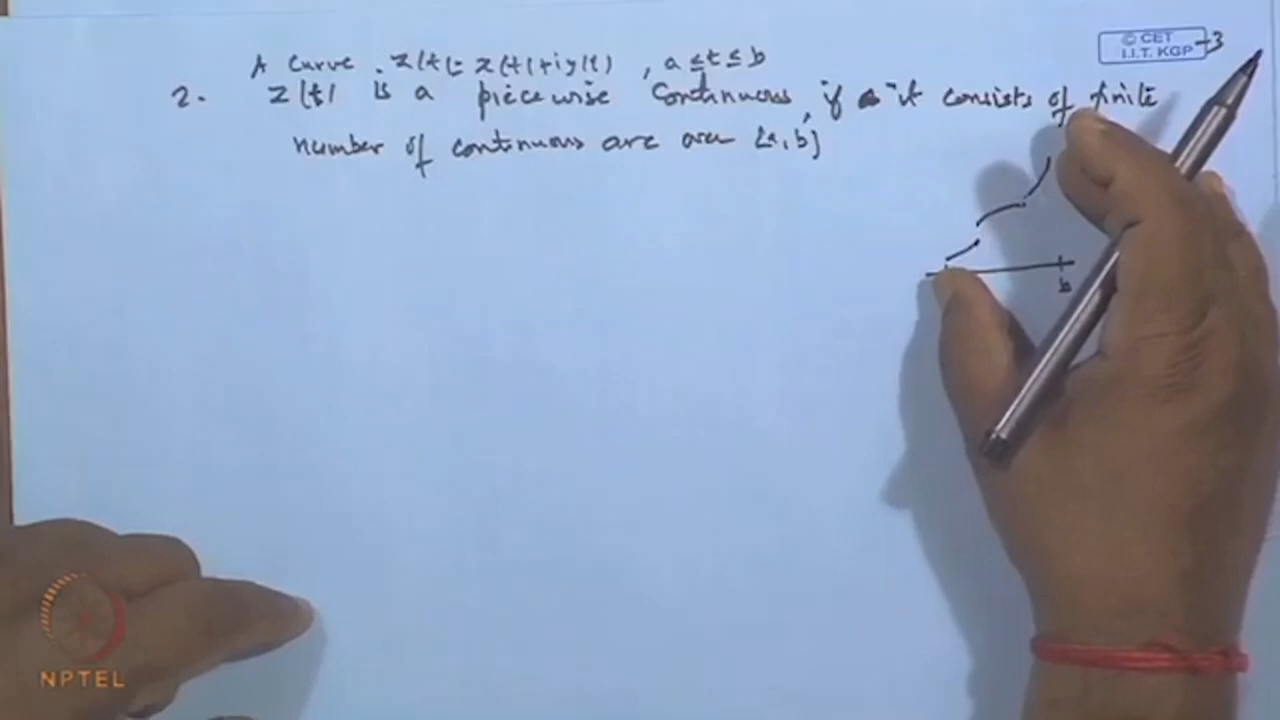 © CET
I.I.T. KGP -3
A curve . z(t) = x(t)+iy(t) , a ≤ t ≤ b
2. z(t) is a piecewise continuous, if it consists of finite
number of continuous arc over [a,b]
b
NPTEL